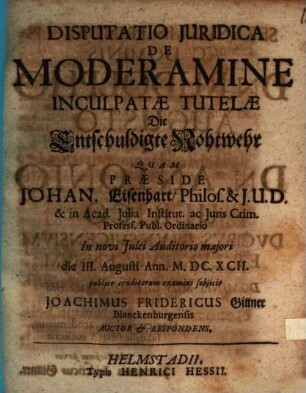 DISPUTATIO JURIDICA
DE
MODERAMINE
INCULPATÆ TUTELÆ
Die
Entschuldigte Nohtwehr
QUAM
PRÆSIDE
JOHAN. Eisenhart/ Philos. & J.U.D.
& in Acad. Julia Institut. ac Juris Crim.
Profess. Publ. Ordinario
In novi Julei Auditorio majori
die III. Augusti Ann. M. DC. XCII.
publico eruditorum examini subjicit
JOACHIMUS FRIDERICUS Gittner
Blanckenburgensis
AUCTOR & RESPONDENS.
HELMSTADII,
Typis HENRICI HESSII.